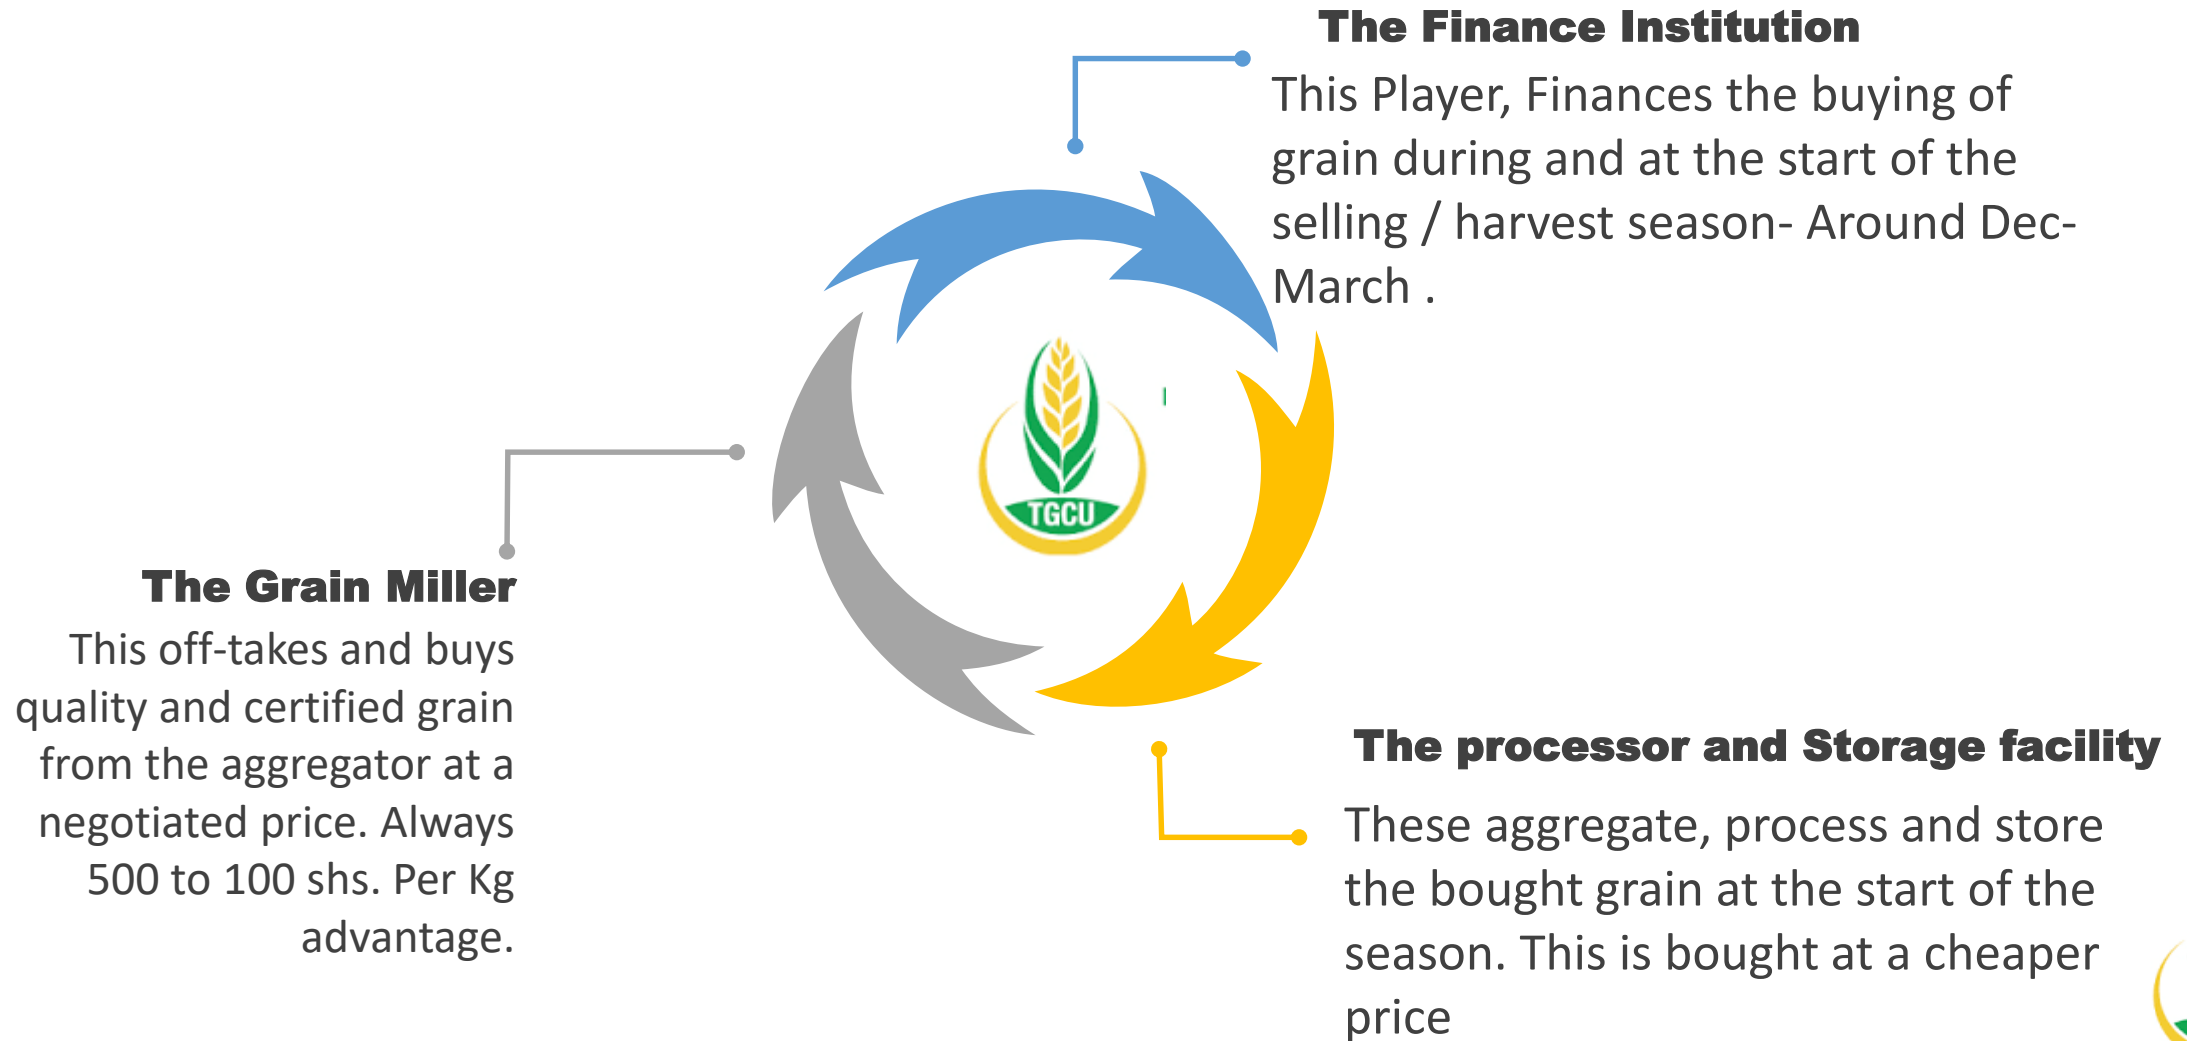 The Finance Institution
This Player, Finances the buying of
grain during and at the start of the
selling / harvest season- Around Dec-
March .
TGCU
The Grain Miller
This off-takes and buys
quality and certified grain
from the aggregator at a
negotiated price. Always
500 to 100 shs. Per Kg
advantage.
The processor and Storage facility
These aggregate, process and store
the bought grain at the start of the
season. This is bought at a cheaper
price